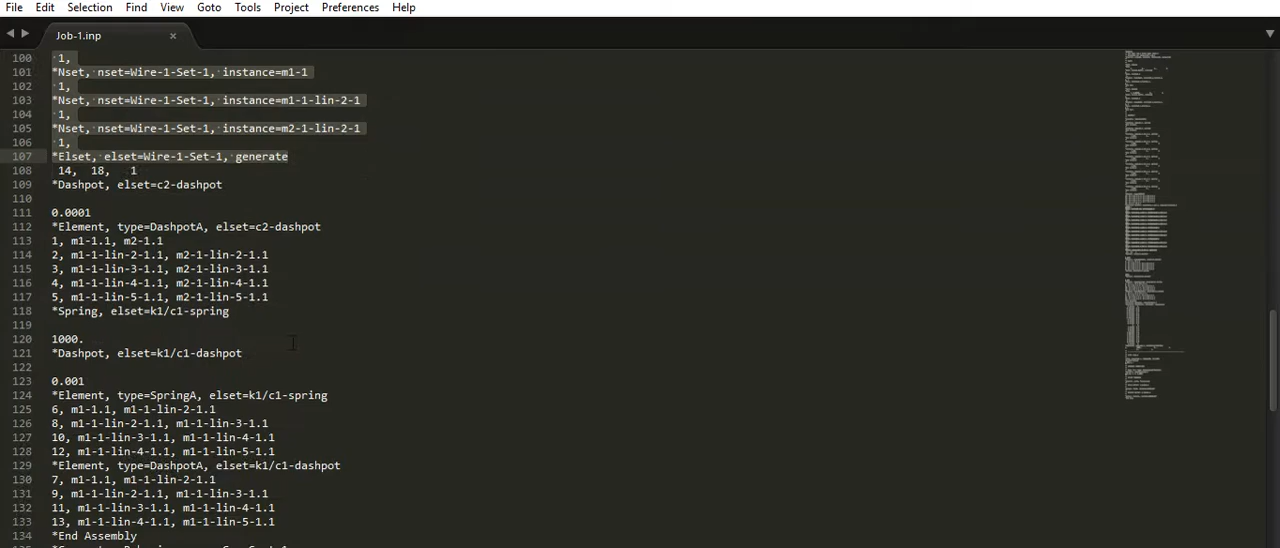 File Edit Selection Find View Goto Tools Project Preferences Help
Job-1.inp ×
100 1,
101 *Nset, nset=Wire-1-Set-1, instance=m1-1
102 1,
103 *Nset, nset=Wire-1-Set-1, instance=m1-1-lin-2-1
104 1,
105 *Nset, nset=Wire-1-Set-1, instance=m2-1-lin-2-1
106 1,
107 *Elset, elset=Wire-1-Set-1, generate
108 14, 18, 1
109 *Dashpot, elset=c2-dashpot
110
111 0.0001
112 *Element, type=DashpotA, elset=c2-dashpot
113 1, m1-1.1, m2-1.1
114 2, m1-1-lin-2-1.1, m2-1-lin-2-1.1
115 3, m1-1-lin-3-1.1, m2-1-lin-3-1.1
116 4, m1-1-lin-4-1.1, m2-1-lin-4-1.1
117 5, m1-1-lin-5-1.1, m2-1-lin-5-1.1
118 *Spring, elset=k1/c1-spring
119
120 1000.
121 *Dashpot, elset=k1/c1-dashpot
122
123 0.001
124 *Element, type=SpringA, elset=k1/c1-spring
125 6, m1-1.1, m1-1-lin-2-1.1
126 8, m1-1-lin-2-1.1, m1-1-lin-3-1.1
127 10, m1-1-lin-3-1.1, m1-1-lin-4-1.1
128 12, m1-1-lin-4-1.1, m1-1-lin-5-1.1
129 *Element, type=DashpotA, elset=k1/c1-dashpot
130 7, m1-1.1, m1-1-lin-2-1.1
131 9, m1-1-lin-2-1.1, m1-1-lin-3-1.1
132 11, m1-1-lin-3-1.1, m1-1-lin-4-1.1
133 13, m1-1-lin-4-1.1, m1-1-lin-5-1.1
134 *End Assembly